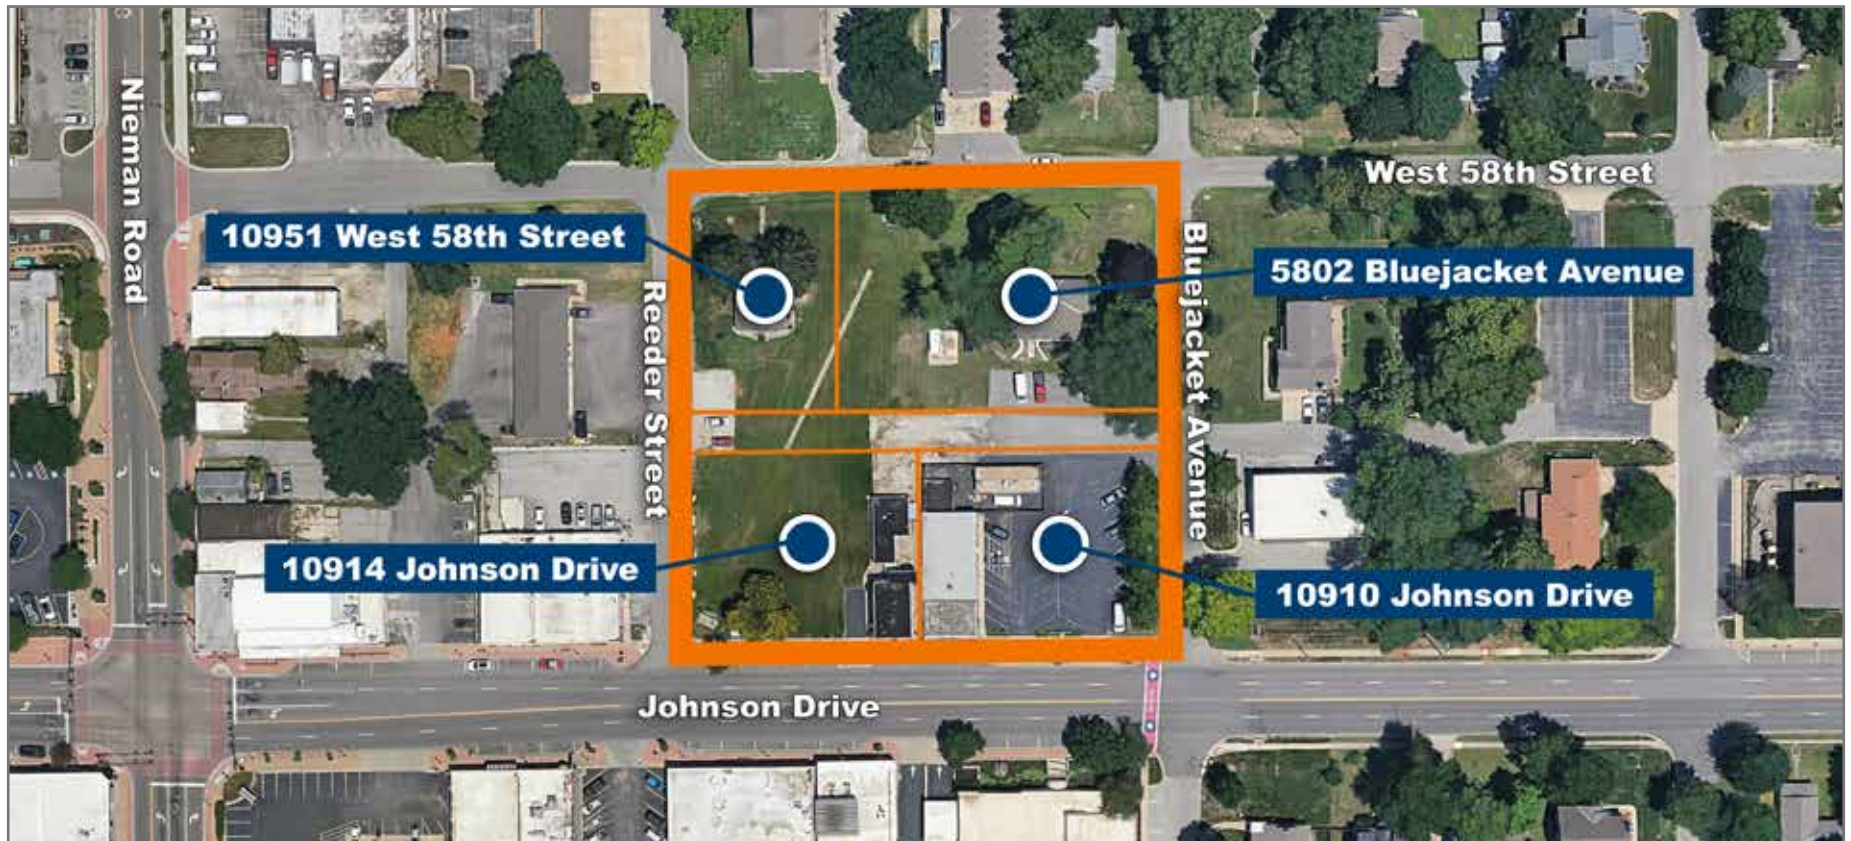 Nieman Road
West 58th Street
10951 West 58th Street
5802 Bluejacket Avenue
Reeder Street
Bluejacket Avenue
10914 Johnson Drive
10910 Johnson Drive
Johnson Drive